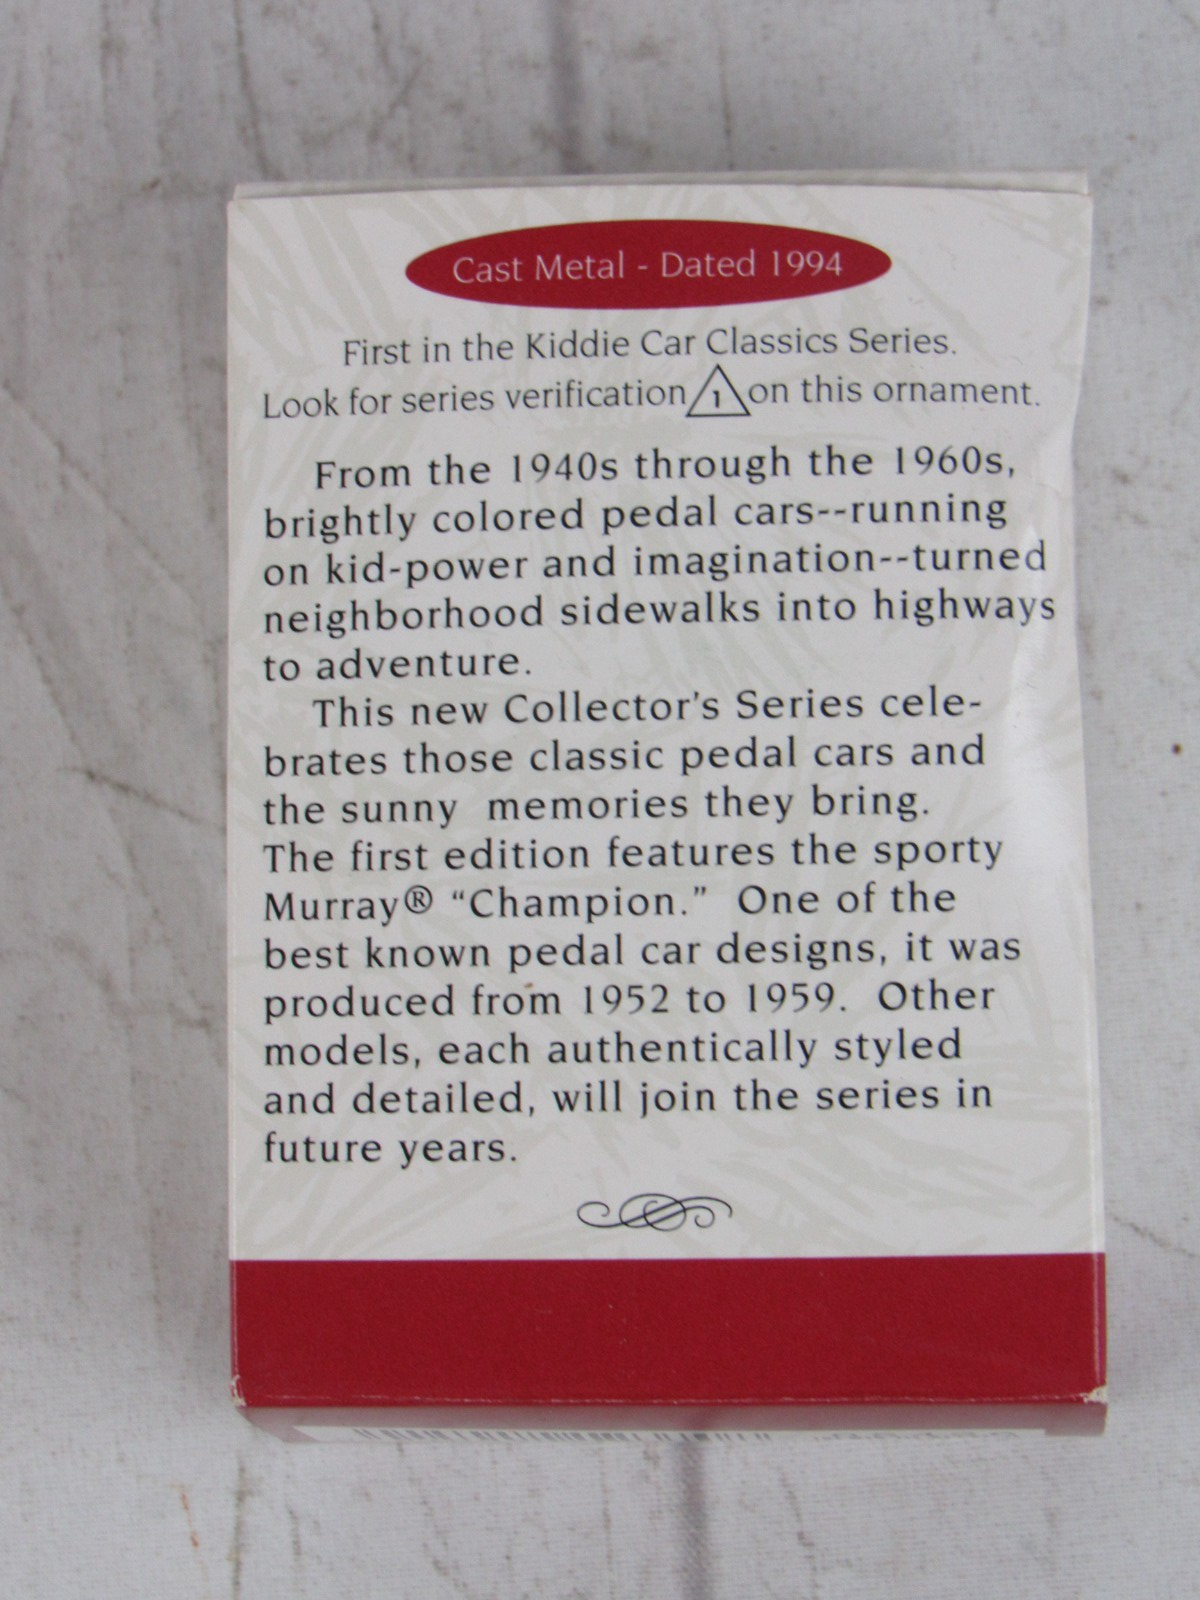 Cast Metal - Dated 1994
First in the Kiddie Car Classics Series.
Look for series verification 1 on this ornament.
From the 1940s through the 1960s,
brightly colored pedal cars--running
on kid-power and imagination--turned
neighborhood sidewalks into highways
to adventure.
This new Collector's Series cele-
brates those classic pedal cars and
the sunny  memories they bring.
The first edition features the sporty
Murray® “Champion.”  One of the
best known pedal car designs, it was
produced from 1952 to 1959.  Other
models, each authentically styled
and detailed, will join the series in
future years.